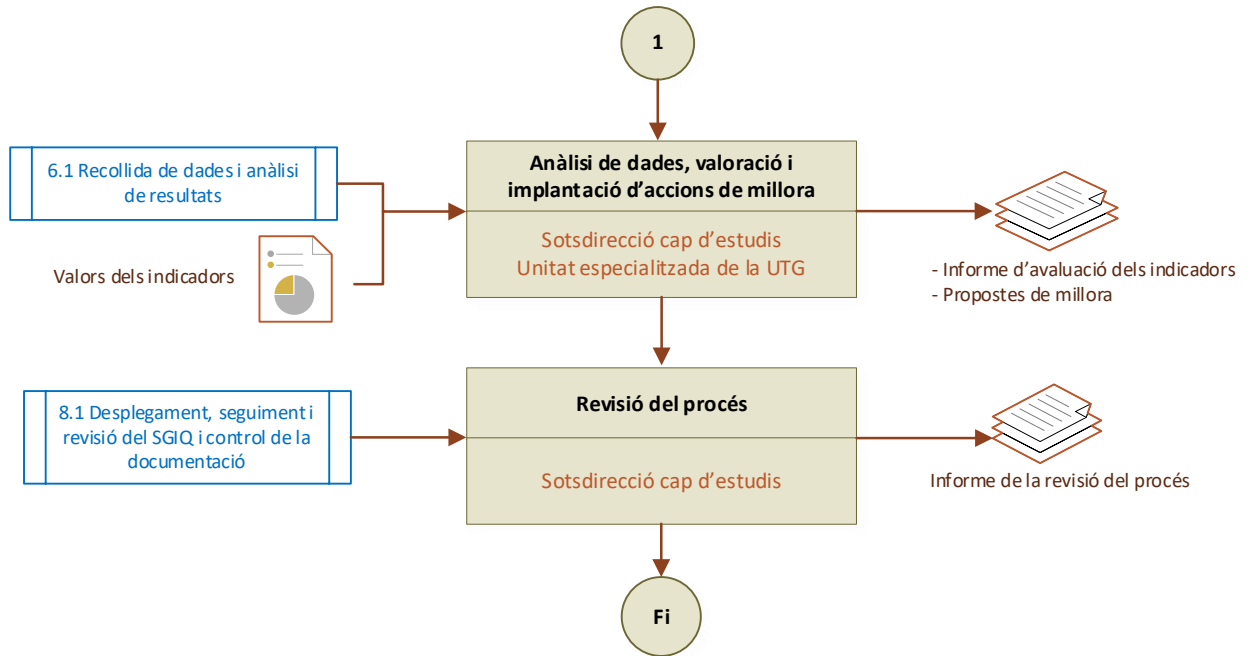 1
6.1 Recollida de dades i anàlisi
de resultats
Valors dels indicadors
Anàlisi de dades, valoració i
implantació d’accions de millora
Sotsdirecció cap d’estudis
Unitat especialitzada de la UTG
- Informe d’avaluació dels indicadors
- Propostes de millora
8.1 Desplegament, seguiment i
revisió del SGIQ i control de la
documentació
Revisió del procés
Sotsdirecció cap d’estudis
Informe de la revisió del procés
Fi